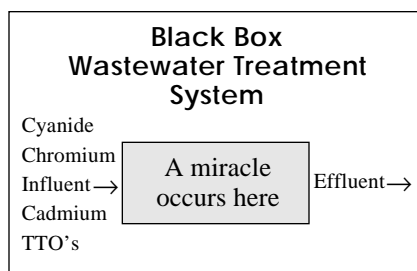 Black Box
Wastewater Treatment
System
Cyanide
Chromium
Influent→
Cadmium
TTO's
A miracle
occurs here
Effluent→